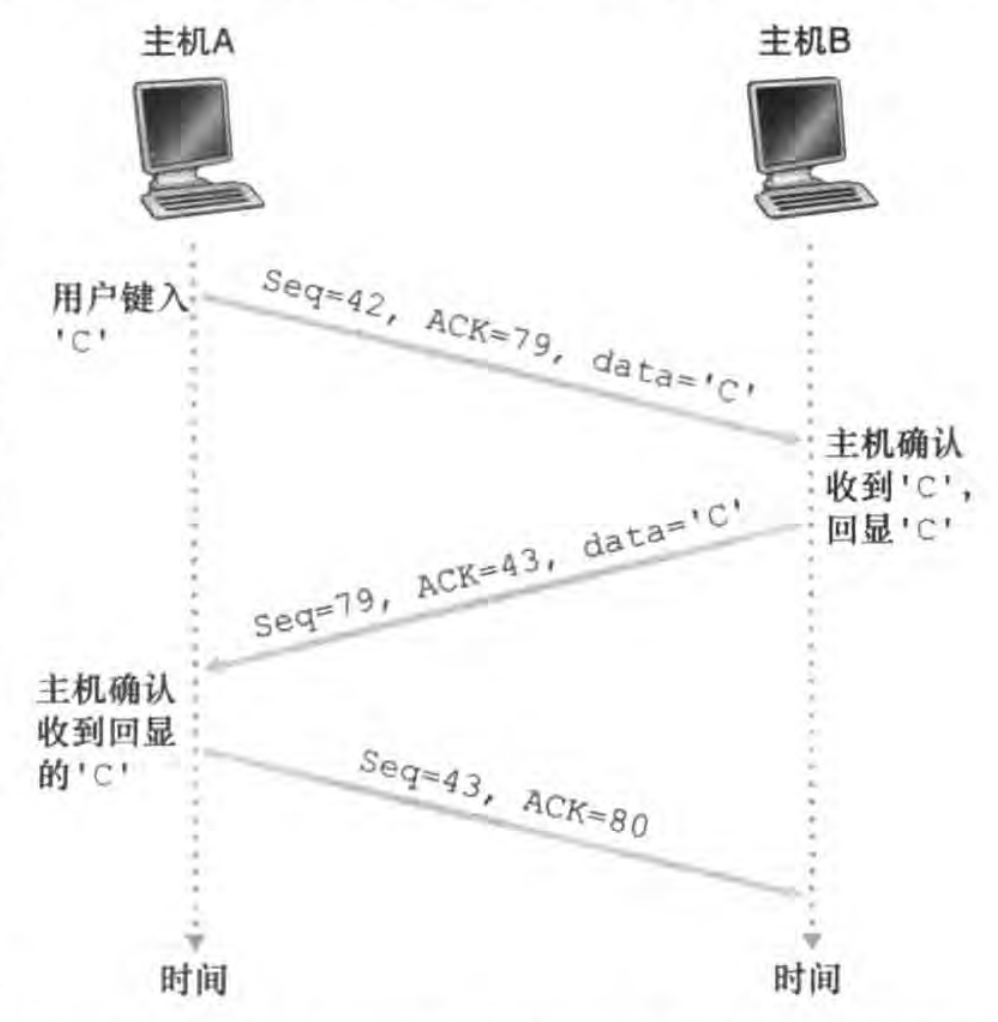 主机A
主机B
用户键入
'C'
Seq=42, ACK=79, data='C'
主机确认
收到'C',
回显'C'
Seq=79, ACK=43, data='C'
主机确认
收到回显
的'C'
Seq=43, ACK=80
时间
时间